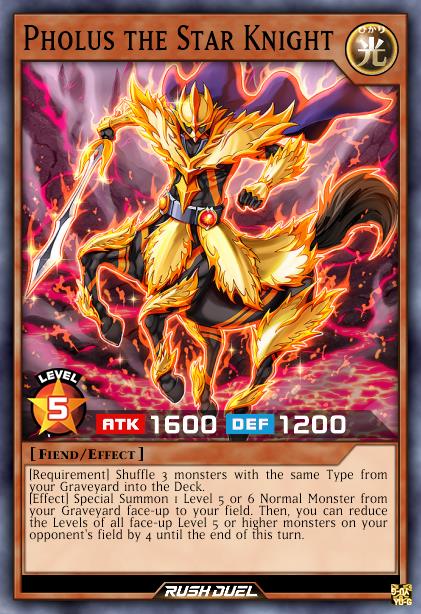 Pholus the Star Knight
ひかり
光
LEVEL
5
ATK 1600 DEF 1200
[Fiend/Effect]
[Requirement] Shuffle 3 monsters with the same Type from
your Graveyard into the Deck.
[Effect] Special Summon 1 Level 5 or 6 Normal Monster from
your Graveyard face-up to your field. Then, you can reduce
the Levels of all face-up Level 5 or higher monsters on your
opponent's field by 4 until the end of this turn.
RUSH DUEL